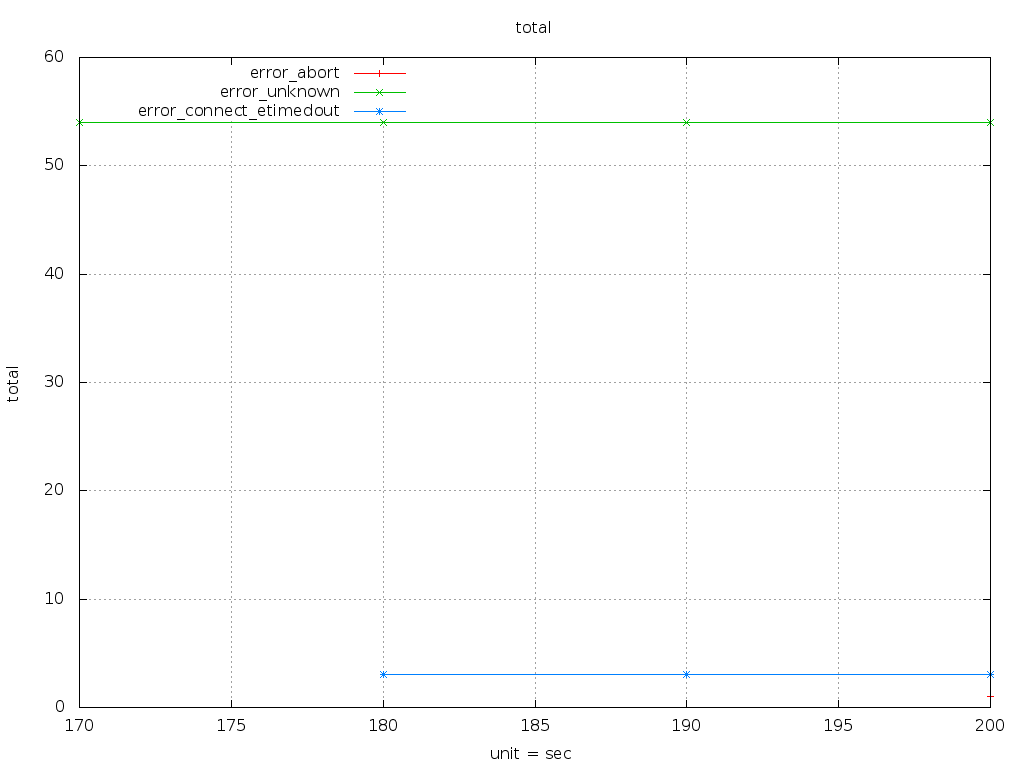 total
60
error_abort
error_unknown
error_connect_etimedout
50
40
30
total
20
10
0
170 175 180 185 190 195 200
unit = sec